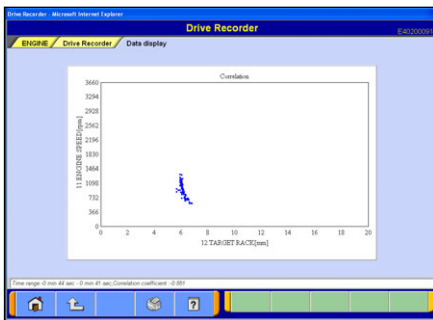 Drive Recorder - Microsoft Internet Explorer
Drive Recorder
E40200091
ENGINE
Drive Recorder
Data display
Correlation
3660
3294
2928
2562
2196
1830
1464
1098
732
366
0
11 ENGINE SPEED[rpm]
0 2 4 6 8 10 12 14 16 18 20
12 TARGET RACK[mm]
Time range -0 min 44 sec - 0 min 41 sec,Correlation coefficient -0.881
?